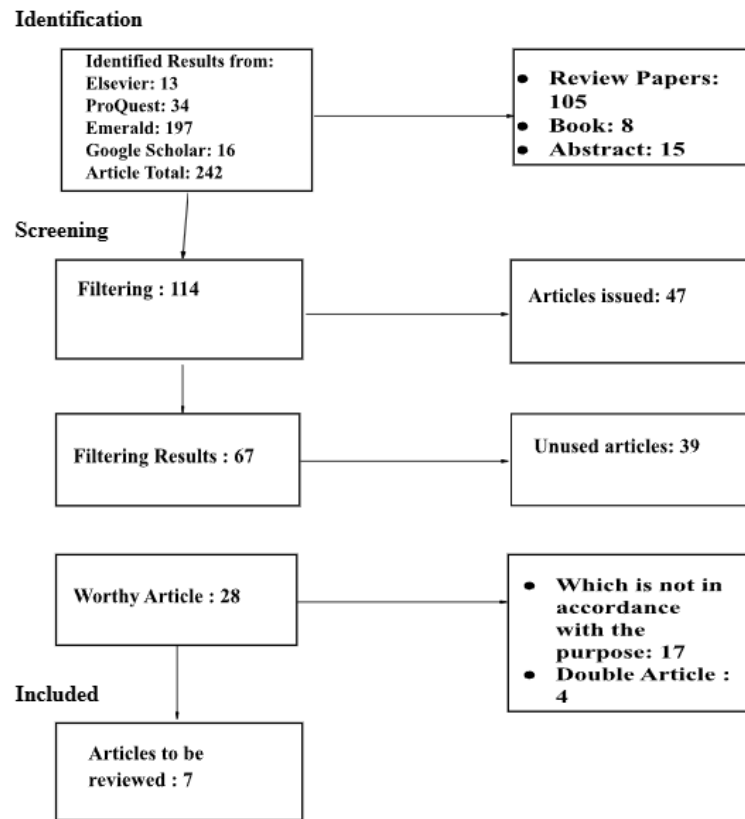 Identification
Identified Results from:
Elsevier: 13
ProQuest: 34
Emerald: 197
Google Scholar: 16
Article Total: 242
• Review Papers:
105
• Book: 8
• Abstract: 15
Screening
Filtering : 114
Articles issued: 47
Filtering Results : 67
Unused articles: 39
Worthy Article : 28
• Which is not in
accordance
with the
purpose: 17
• Double Article :
4
Included
Articles to be
reviewed : 7